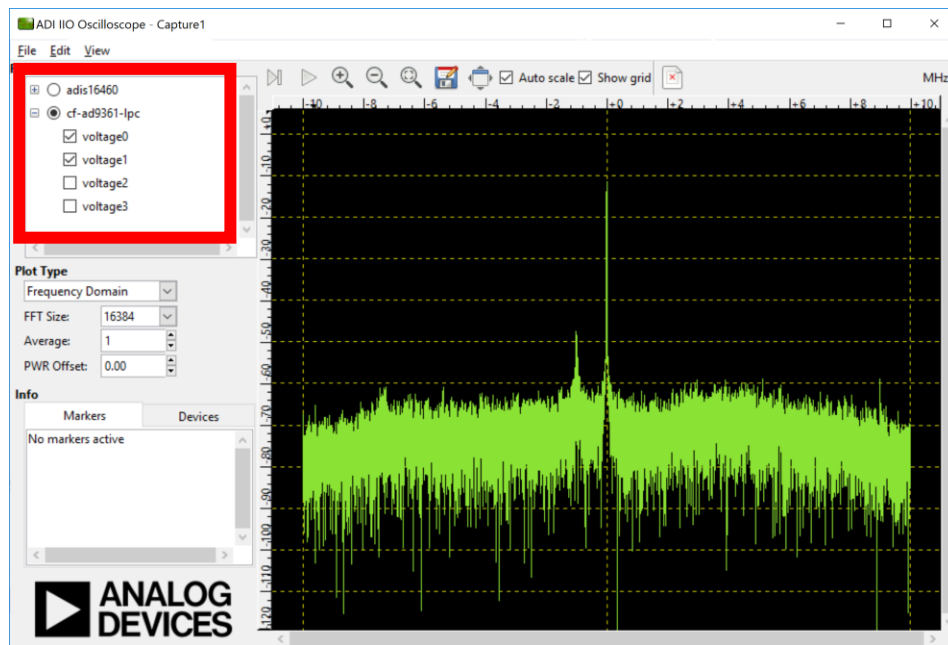 ADI IIO Oscilloscope - Capture1
File Edit View
Auto scale Show grid
MHz
adis16460
cf-ad9361-lpc
voltage0
voltage1
voltage2
voltage3
-10 -8 -6 -4 -2 +0 +2 +4 +6 +8 +10
+0
-10
-20
-30
-40
-50
-60
-70
-80
-90
-100
-110
-120
Plot Type
Frequency Domain
FFT Size: 16384
Average: 1
PWR Offset: 0.00
Info
Markers Devices
No markers active
ANALOG
DEVICES